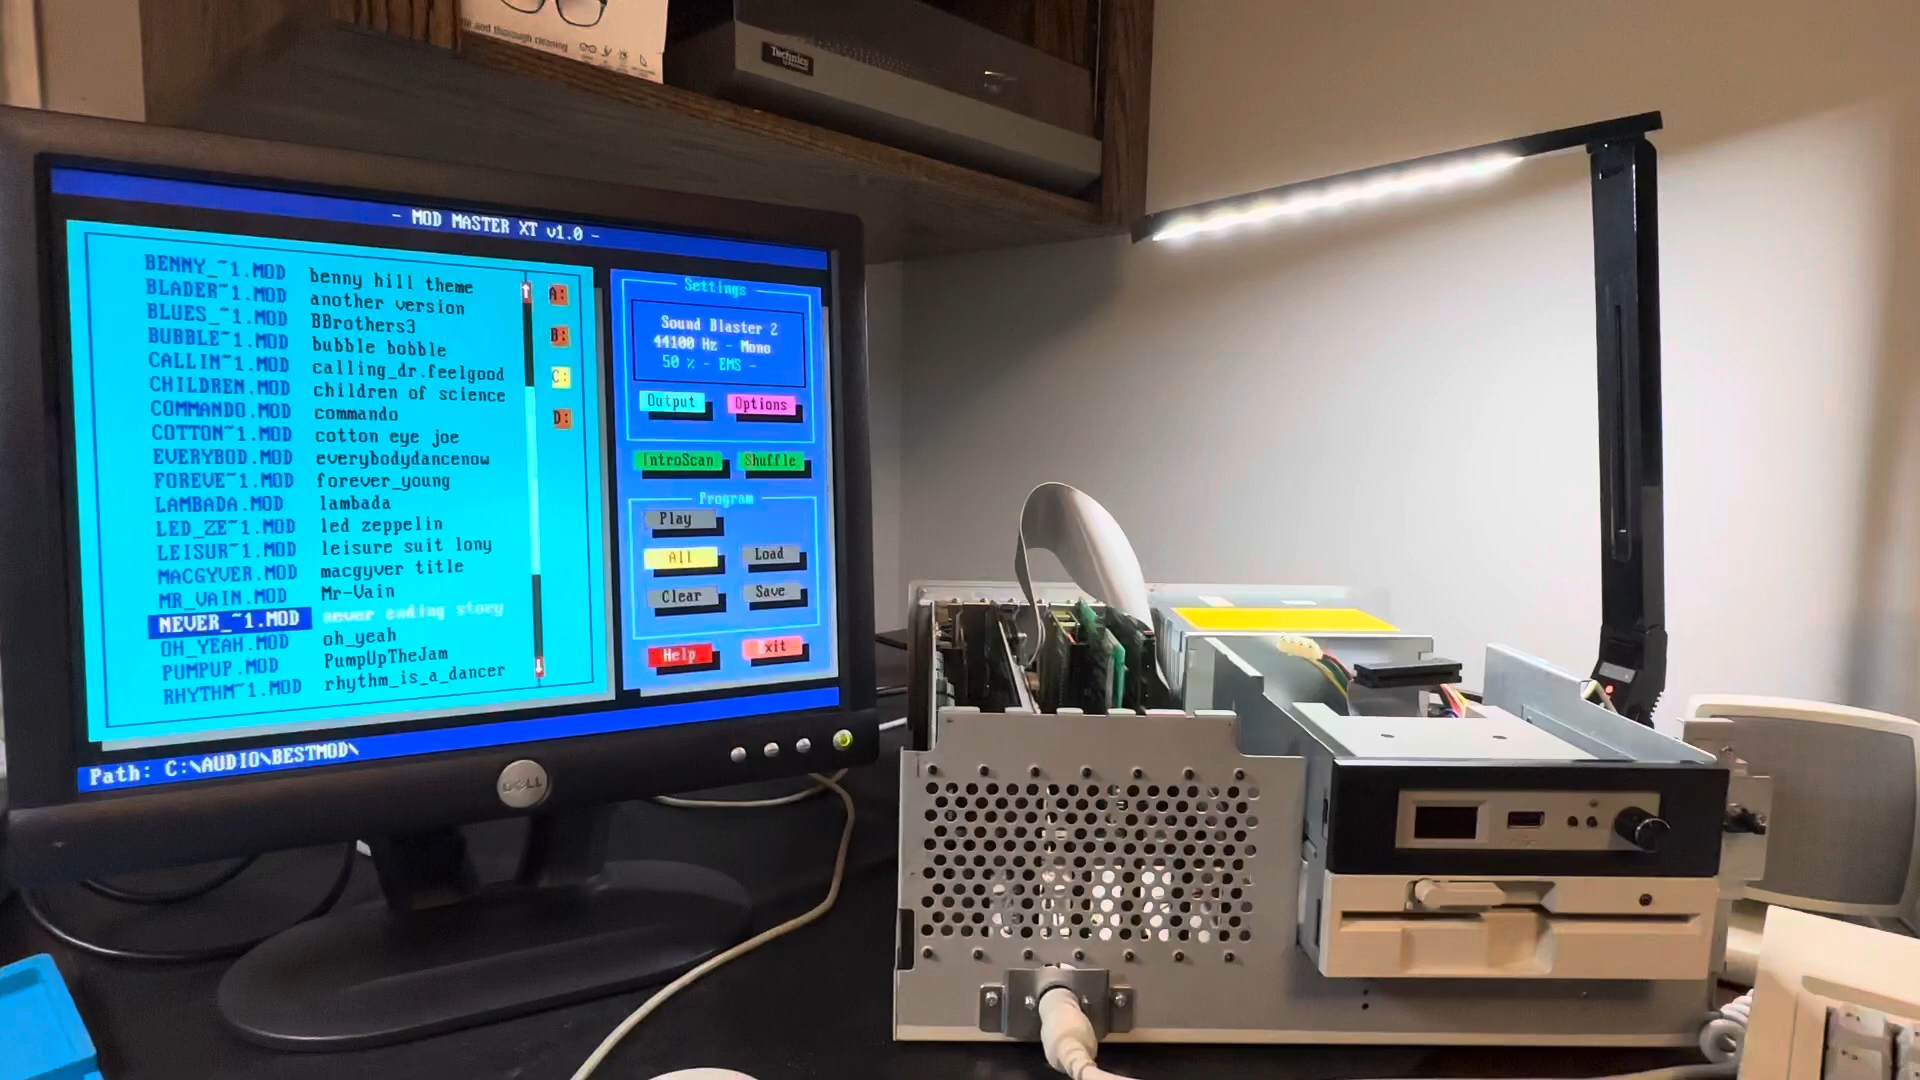 and thorough cleaning
Technics
- MOD MASTER XT v1.0 -
BENNY_~1.MOD benny hill theme
BLADER~1.MOD another version
BLUES_~1.MOD BBrothers3
BUBBLE~1.MOD bubble bobble
CALLIN~1.MOD calling_dr.feelgood
CHILDREN.MOD children of science
COMMANDO.MOD commando
COTTON~1.MOD cotton eye joe
EVERYBOD.MOD everybodydancenow
FOREVE~1.MOD forever_young
LAMBADA.MOD lambada
LED_ZE~1.MOD led zeppelin
LEISUR~1.MOD leisure suit lony
MACGYVER.MOD macgyver title
MR_VAIN.MOD Mr-Vain
NEVER_~1.MOD never ending story
OH_YEAH.MOD oh_yeah
PUMPUP.MOD PumpUpTheJam
RHYTHM~1.MOD rhythm_is_a_dancer
A:
B:
C:
D:
Settings
Sound Blaster 2
44100 Hz - Mono
50 % - EMS -
Output Options
IntroScan Shuffle
Program
Play
All Load
Clear Save
Help Exit
Path: C:\AUDIO\BESTMOD\
DELL